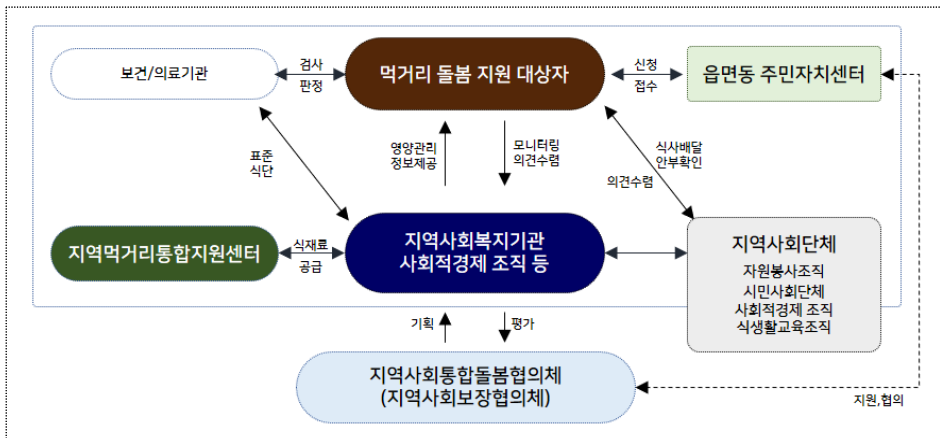 보건/의료기관
검사
판정
먹거리 돌봄 지원 대상자
신청
접수
읍면동 주민자치센터
표준
식단
영양관리
정보제공
모니터링
의견수렴
식사배달
안부확인
의견수렴
지역먹거리통합지원센터
식재료
공급
지역사회복지기관
사회적경제 조직 등
지역사회단체
자원봉사조직
시민사회단체
사회적경제 조직
식생활교육조직
기획
평가
지역사회통합돌봄협의체
(지역사회보장협의체)
지원,협의